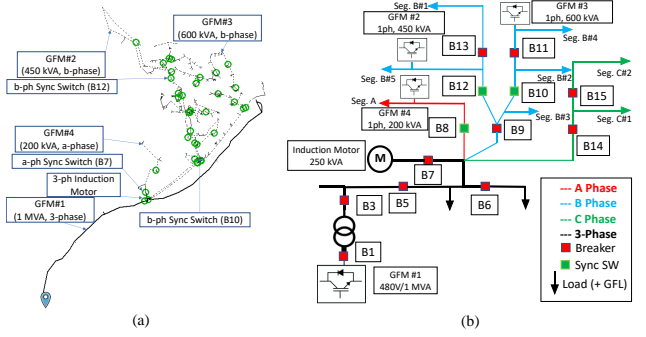 GFM#3
(600 kVA, b-phase)
GFM#2
(450 kVA, b-phase)
b-ph Sync Switch (B12)
GFM#4
(200 kVA, a-phase)
a-ph Sync Switch (B7)
3-ph Induction
Motor
GFM#1
(1 MVA, 3-phase)
b-ph Sync Switch (B10)
(a)
Seg. B#1
GFM #2
1ph, 450 kVA
GFM #3
1ph, 600 kVA
Seg. B#4
B13
B11
Seg. B#5
Seg. B#2
Seg. C#2
B12
B10
B15
Seg. A
GFM #4
1ph, 200 kVA
B8
B9
Seg. B#3
Seg. C#1
B14
Induction Motor
250 kVA
M
B7
B3
B5
B6
B1
GFM #1
480V/1 MVA
--- A Phase
--- B Phase
--- C Phase
--- 3-Phase
Breaker
Sync SW
Load (+ GFL)
(b)